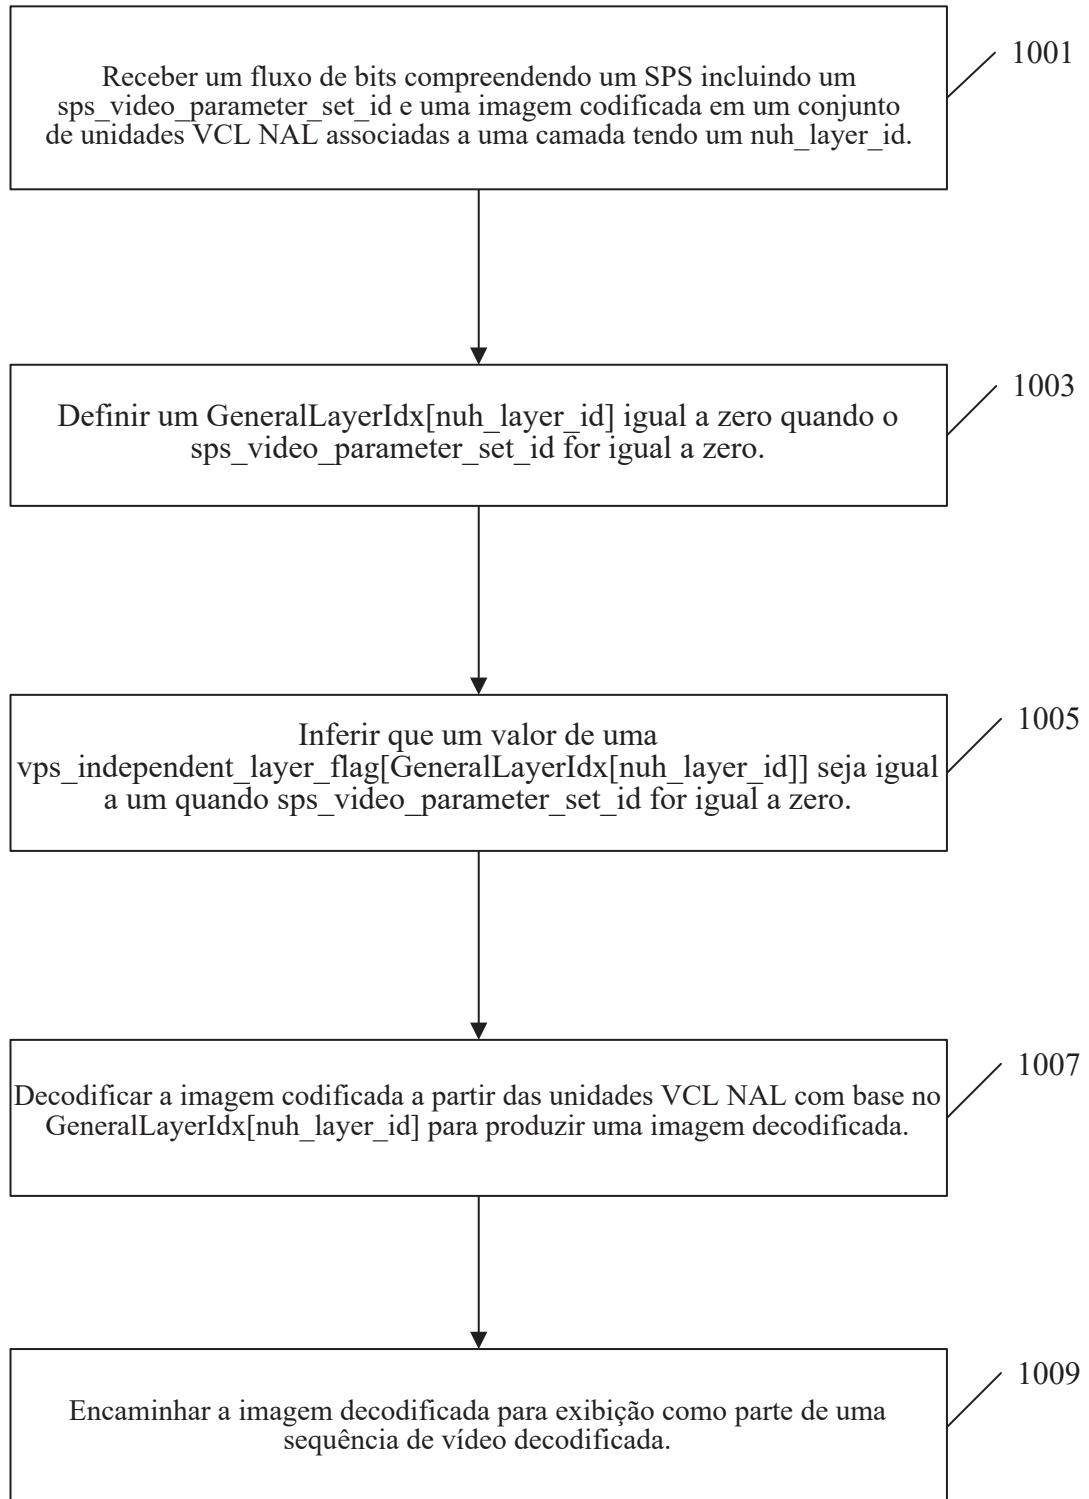 Receber um fluxo de bits compreendendo um SPS incluindo um
sps_video_parameter_set_id e uma imagem codificada em um conjunto
de unidades VCL NAL associadas a uma camada tendo um nuh_layer_id.
1001
Definir um GeneralLayerIdx[nuh_layer_id] igual a zero quando o
sps_video_parameter_set_id for igual a zero.
1003
Inferir que um valor de uma
vps_independent_layer_flag[GeneralLayerIdx[nuh_layer_id]] seja igual
a um quando sps_video_parameter_set_id for igual a zero.
1005
Decodificar a imagem codificada a partir das unidades VCL NAL com base no
GeneralLayerIdx[nuh_layer_id] para produzir uma imagem decodificada.
1007
Encaminhar a imagem decodificada para exibição como parte de uma
sequência de vídeo decodificada.
1009